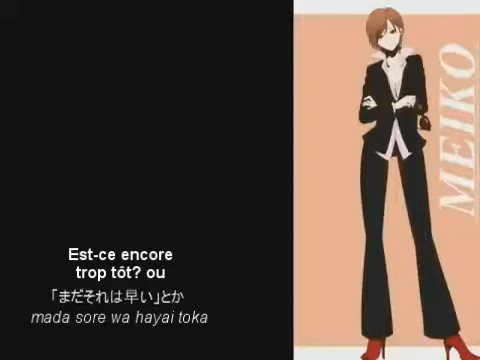 MEIKO
Est-ce encore
trop tôt? ou
「まだそれは早い」とか
mada sore wa hayai toka